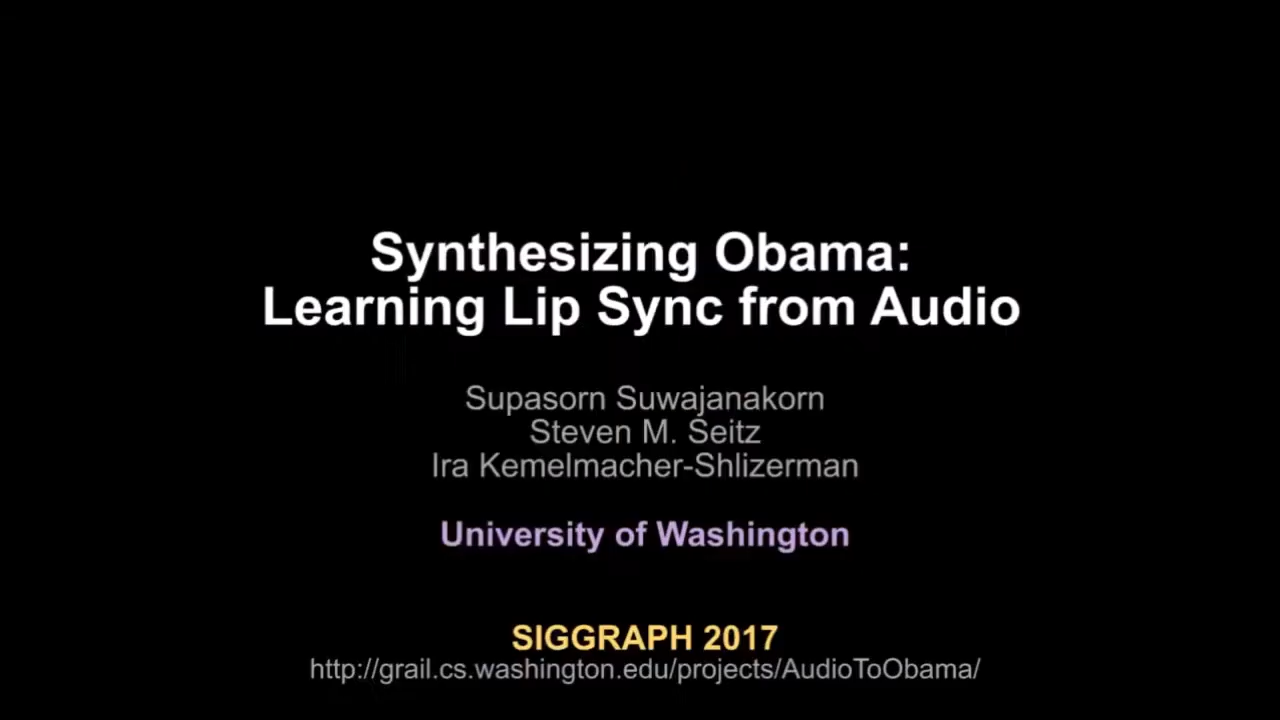 Synthesizing Obama:
Learning Lip Sync from Audio
Supasorn Suwajanakorn
Steven M. Seitz
Ira Kemelmacher-Shlizerman
University of Washington
SIGGRAPH 2017
http://grail.cs.washington.edu/projects/AudioToObama/